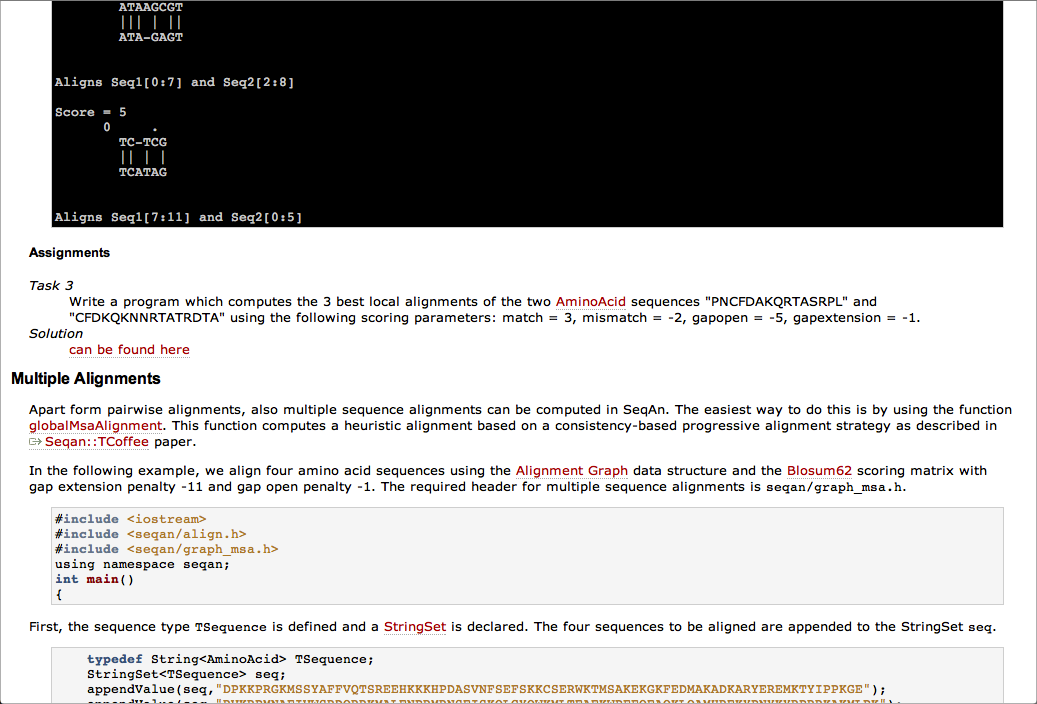 ATAAGCGT
||| | ||
ATA-GAGT
Aligns Seq1[0:7] and Seq2[2:8]
Score = 5
0 .
TC-TCG
|| | |
TCATAG
Aligns Seq1[7:11] and Seq2[0:5]
Assignments
Task 3
Write a program which computes the 3 best local alignments of the two AminoAcid sequences "PNCFDAKQRTASRPL" and
"CFDKQKNNRTATRDTA" using the following scoring parameters: match = 3, mismatch = -2, gapopen = -5, gapextension = -1.
Solution
can be found here
Multiple Alignments
Apart form pairwise alignments, also multiple sequence alignments can be computed in SeqAn. The easiest way to do this is by using the function
globalMsaAlignment. This function computes a heuristic alignment based on a consistency-based progressive alignment strategy as described in
Seqan::TCoffee paper.
In the following example, we align four amino acid sequences using the Alignment Graph data structure and the Blosum62 scoring matrix with
gap extension penalty -11 and gap open penalty -1. The required header for multiple sequence alignments is seqan/graph_msa.h.
#include <iostream>
#include <seqan/align.h>
#include <seqan/graph_msa.h>
using namespace seqan;
int main()
{
First, the sequence type TSequence is defined and a StringSet is declared. The four sequences to be aligned are appended to the StringSet seq.
typedef String<AminoAcid> TSequence;
StringSet<TSequence> seq;
appendValue(seq,"DPKKPRGKMSSYAFFVQTSREEHKKKHPDASVNFSEFSKKCSERWKTMSAKEKGKFEDMAKADKARYEREMKTYIPPKGE");